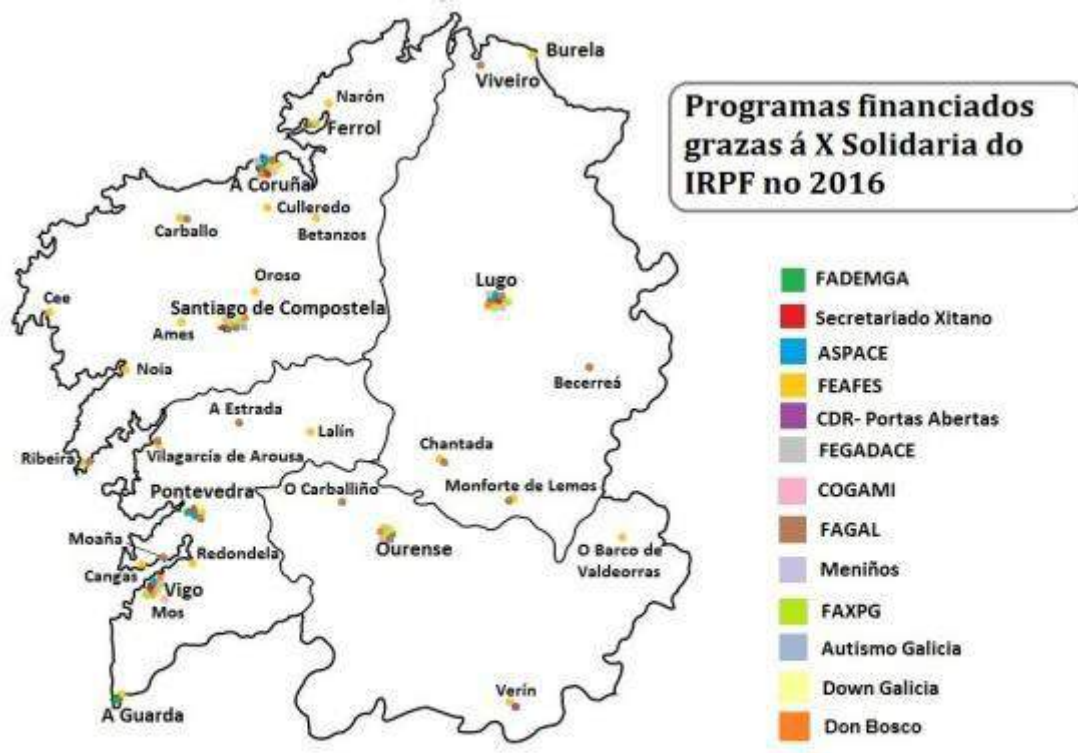 Burela
Viveiro
Programas financiados
grazas á X Solidaria do
IRPF no 2016
Narón
Ferrol
A Coruña
Culleredo
Carballo
Betanzos
Oroso
Lugo
Cee
Santiago de Compostela
Ames
Noia
Becerreá
A Estrada
Lalín
Chantada
Ribeira
Vilagarcía de Arousa
Pontevedra
O Carballiño
Monforte de Lemos
Moaña
Redondela
Ourense
O Barco de
Valdeorras
Cangas
Vigo
Mos
Verín
A Guarda
FADEMGA
Secretariado Xitano
ASPACE
FEAFES
CDR- Portas Abertas
FEGADACE
COGAMI
FAGAL
Meniños
FAXPG
Autismo Galicia
Down Galicia
Don Bosco